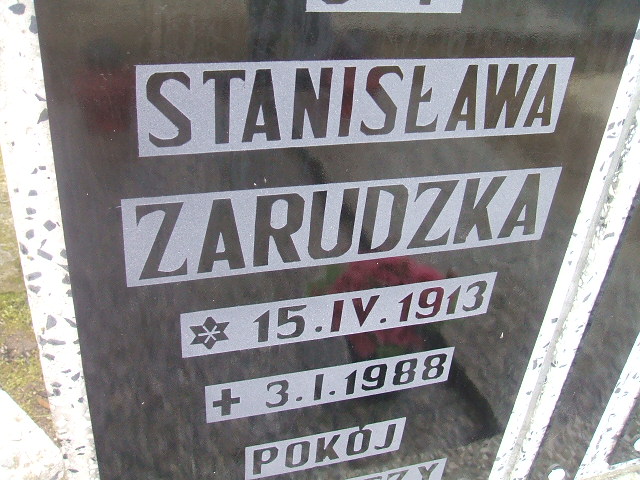 STANISŁAWA
ZARUDZKA
✲ 15.IV.1913
+ 3.I.1988
POKÓJ